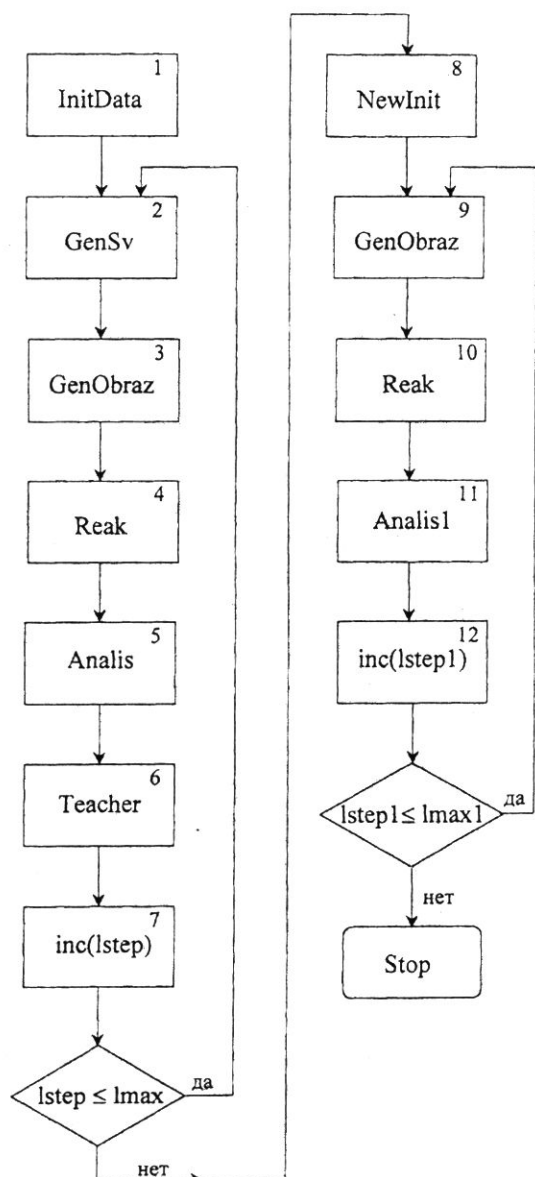 1
InitData
2
GenSv
3
GenObraz
4
Reak
5
Analis
6
Teacher
7
inc(lstep)
lstep ≤ lmax
да
нет
8
NewInit
9
GenObraz
10
Reak
11
Analis1
12
inc(lstep1)
lstep1≤ lmax1
да
нет
Stop